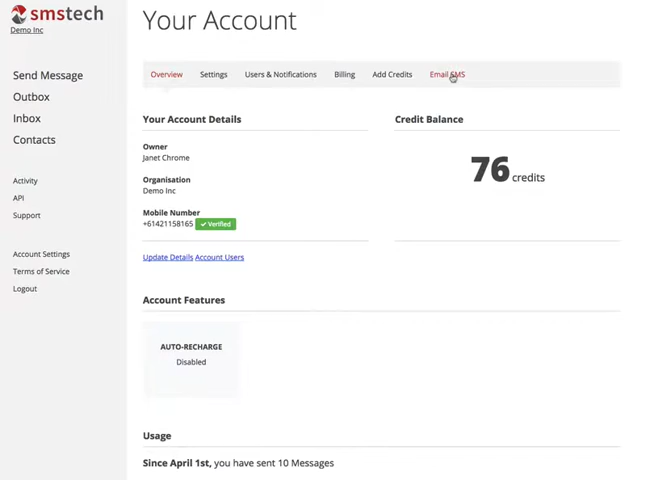 smstech
Demo Inc
Send Message
Outbox
Inbox
Contacts
Activity
API
Support
Account Settings
Terms of Service
Logout
Your Account
Overview Settings Users & Notifications Billing Add Credits Email SMS
Your Account Details
Owner
Janet Chrome
Organisation
Demo Inc
Mobile Number
+61421158165 Verified
Update Details Account Users
Credit Balance
76 credits
Account Features
AUTO-RECHARGE
Disabled
Usage
Since April 1st, you have sent 10 Messages